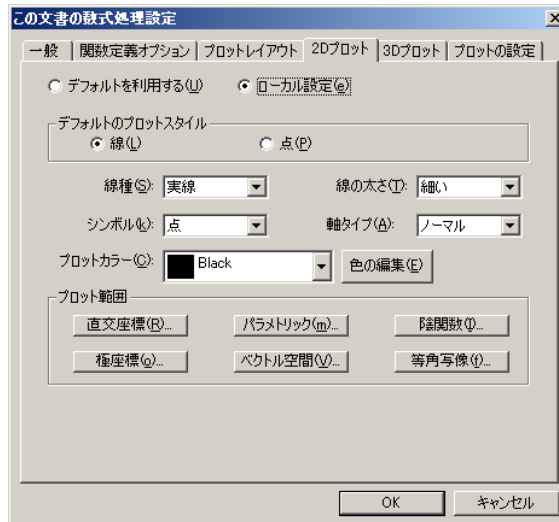 この文書の数式処理設定
一般 関数定義オプション プロットレイアウト 2Dプロット 3Dプロット プロットの設定
デフォルトを利用する(U) ローカル設定(e)
デフォルトのプロットスタイル
線(L) 点(P)
線種(S): 実線 線の太さ(T): 細い
シンボル(k): 点 軸タイプ(A): ノーマル
プロットカラー(C): Black 色の編集(E)
プロット範囲
直交座標(R)... パラメトリック(m)... 陰関数(I)...
極座標(o)... ベクトル空間(V)... 等角写像(f)...
OK キャンセル